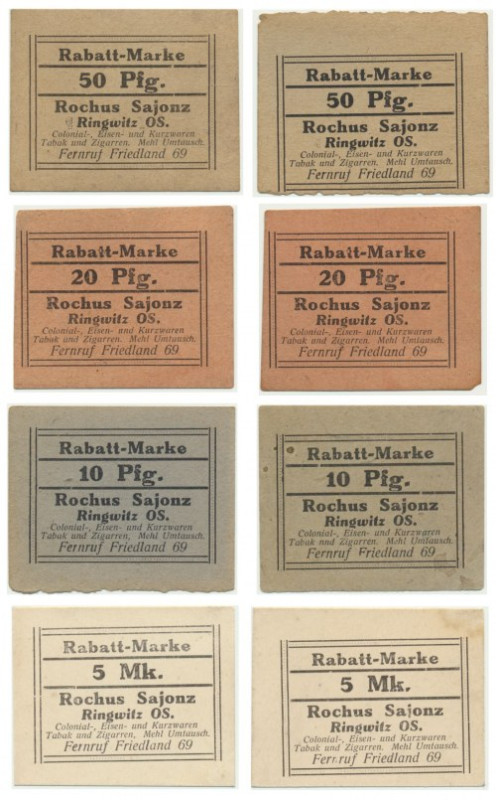 Rabatt-Marke
50 Pfg.
Rochus Sajonz
Ringwitz OS.
Colonial-, Eisen- und Kurzwaren
Tabak und Zigarren. Mehl Umtausch.
Fernruf Friedland 69
Rabatt-Marke
50 Pfg.
Rochus Sajonz
Ringwitz OS.
Colonial-, Eisen- und Kurzwaren
Tabak und Zigarren. Mehl Umtausch.
Fernruf Friedland 69
Rabatt-Marke
20 Pfg.
Rochus Sajonz
Ringwitz OS.
Colonial-, Eisen- und Kurzwaren
Tabak und Zigarren. Mehl Umtausch.
Fernruf Friedland 69
Rabatt-Marke
20 Pfg.
Rochus Sajonz
Ringwitz OS.
Colonial-, Eisen- und Kurzwaren
Tabak und Zigarren. Mehl Umtausch.
Fernruf Friedland 69
Rabatt-Marke
10 Pfg.
Rochus Sajonz
Ringwitz OS.
Colonial-, Eisen- und Kurzwaren
Tabak und Zigarren. Mehl Umtausch.
Fernruf Friedland 69
Rabatt-Marke
10 Pfg.
Rochus Sajonz
Ringwitz OS.
Colonial-, Eisen- und Kurzwaren
Tabak und Zigarren. Mehl Umtausch.
Fernruf Friedland 69
Rabatt-Marke
5 Mk.
Rochus Sajonz
Ringwitz OS.
Colonial-, Eisen- und Kurzwaren
Tabak und Zigarren. Mehl Umtausch.
Fernruf Friedland 69
Rabatt-Marke
5 Mk.
Rochus Sajonz
Ringwitz OS.
Colonial-, Eisen- und Kurzwaren
Tabak und Zigarren. Mehl Umtausch.
Fernruf Friedland 69